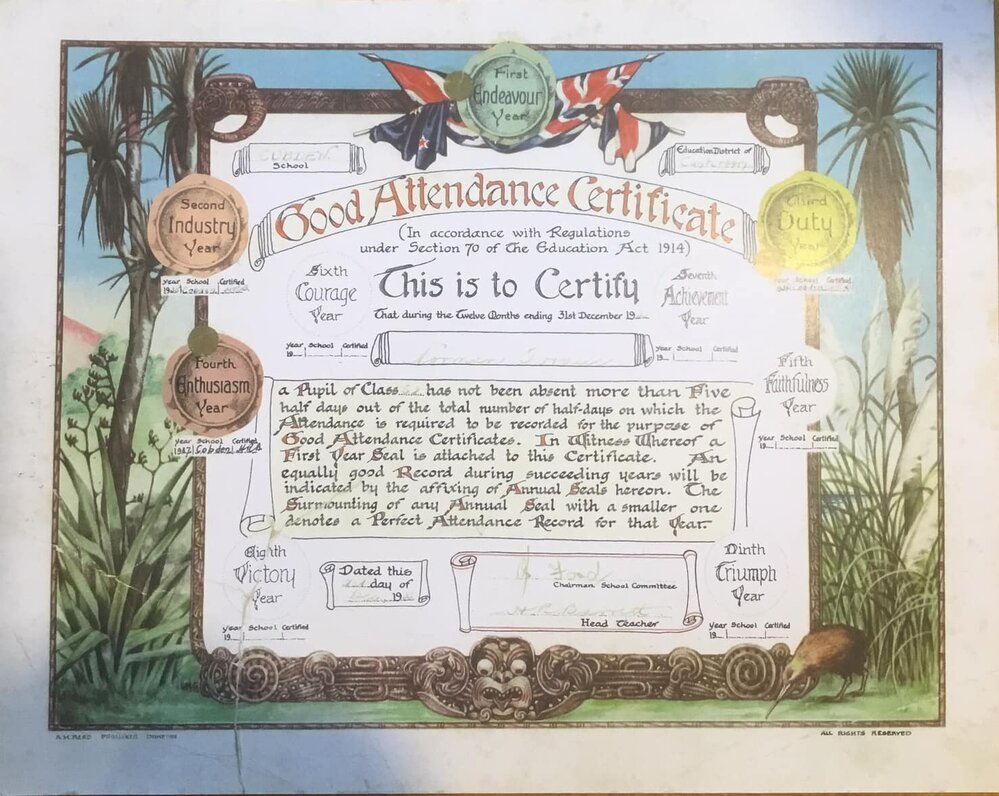 First
Endeavour
Year
School
Education District of
Second
Industry
Year
Good Attendance Certificate
Third
Duty
Year
(In accordance with Regulations
under Section 70 of the Education Act 1914)
year School Certified
Sixth
Courage
Year
This is to Certify
Seventh
Achievement
Year
That during the Twelve Months ending 31st December 19
year School Certified
19
year School Certified
19
Fourth
Enthusiasm
Year
Fifth
Faithfulness
Year
a Pupil of Class has not been absent more than Five
half days out of the total number of half-days on which the
Attendance is required to be recorded for the purpose of
Good Attendance Certificates. In Witness Whereof a
First Year Seal is attached to this Certificate. An
equally good Record during succeeding years will be
indicated by the affixing of Annual Seals hereon. The
Surmounting of any Annual Seal with a smaller one
denotes a Perfect Attendance Record for that Year.
year School Certified
1947 Cobden
year School Certified
19
Eighth
Victory
Year
Dated this
day of
19
Ford
Chairman School Committee
Head Teacher
Ninth
Triumph
Year
year School Certified
19
year School Certified
19
A.H. REED PUBLISHER DUNEDIN
ALL RIGHTS RESERVED